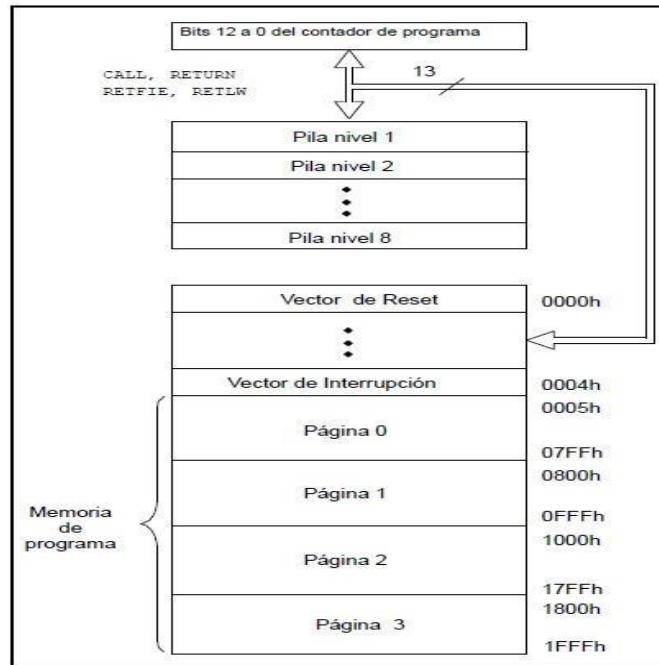 Bits 12 a 0 del contador de programa
CALL, RETURN
RETFIE, RETLW
13
Pila nivel 1
Pila nivel 2
Pila nivel 8
Vector de Reset
0000h
Vector de Interrupción
0004h
0005h
Página 0
07FFh
0800h
Página 1
0FFFh
Memoria
de
programa
1000h
Página 2
17FFh
1800h
Página 3
1FFFh